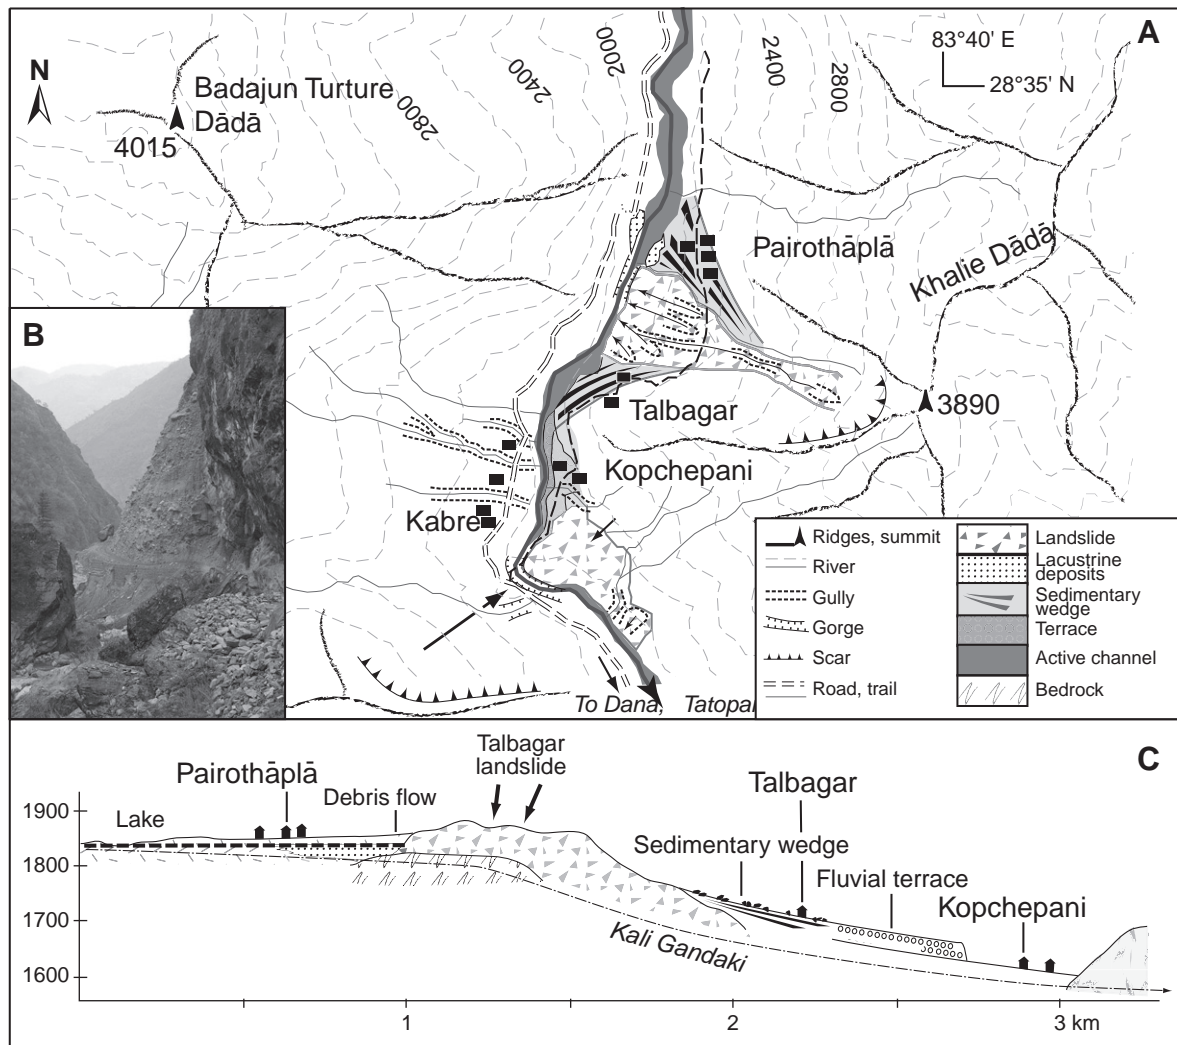 A
N
Badajun Turture
Dādā
4015
2800
2400
2000
2400
2800
83°40' E
28°35' N
Pairothāplā
Khalie Dādā
3890
Talbagar
Kopchepani
Kabre
To Dana, Tatopa
B
Ridges, summit
River
Gully
Gorge
Scar
Road, trail
Landslide
Lacustrine
deposits
Sedimentary
wedge
Terrace
Active channel
Bedrock
C
1900
1800
1700
1600
Lake
Pairothāplā
Debris flow
Talbagar
landslide
Talbagar
Sedimentary wedge
Fluvial terrace
Kopchepani
Kali Gandaki
1
2
3 km